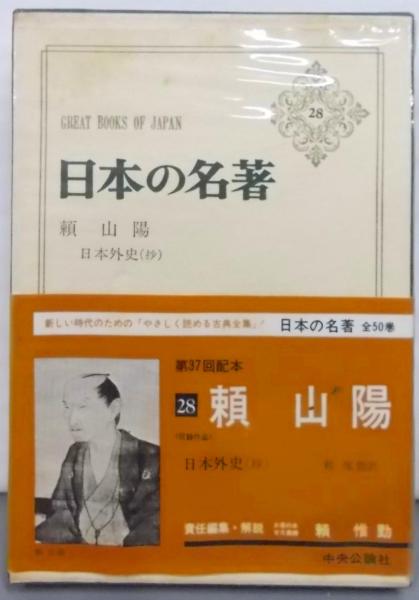 28
GREAT BOOKS OF JAPAN
日本の名著
頼 山 陽
日本外史(抄)
新しい時代のための「やさしく読める古典全集」!
日本の名著 全50巻
第37回配本
28 頼 山 陽
日本外史(抄)
責任編集・解説 頼 惟勤
中央公論社